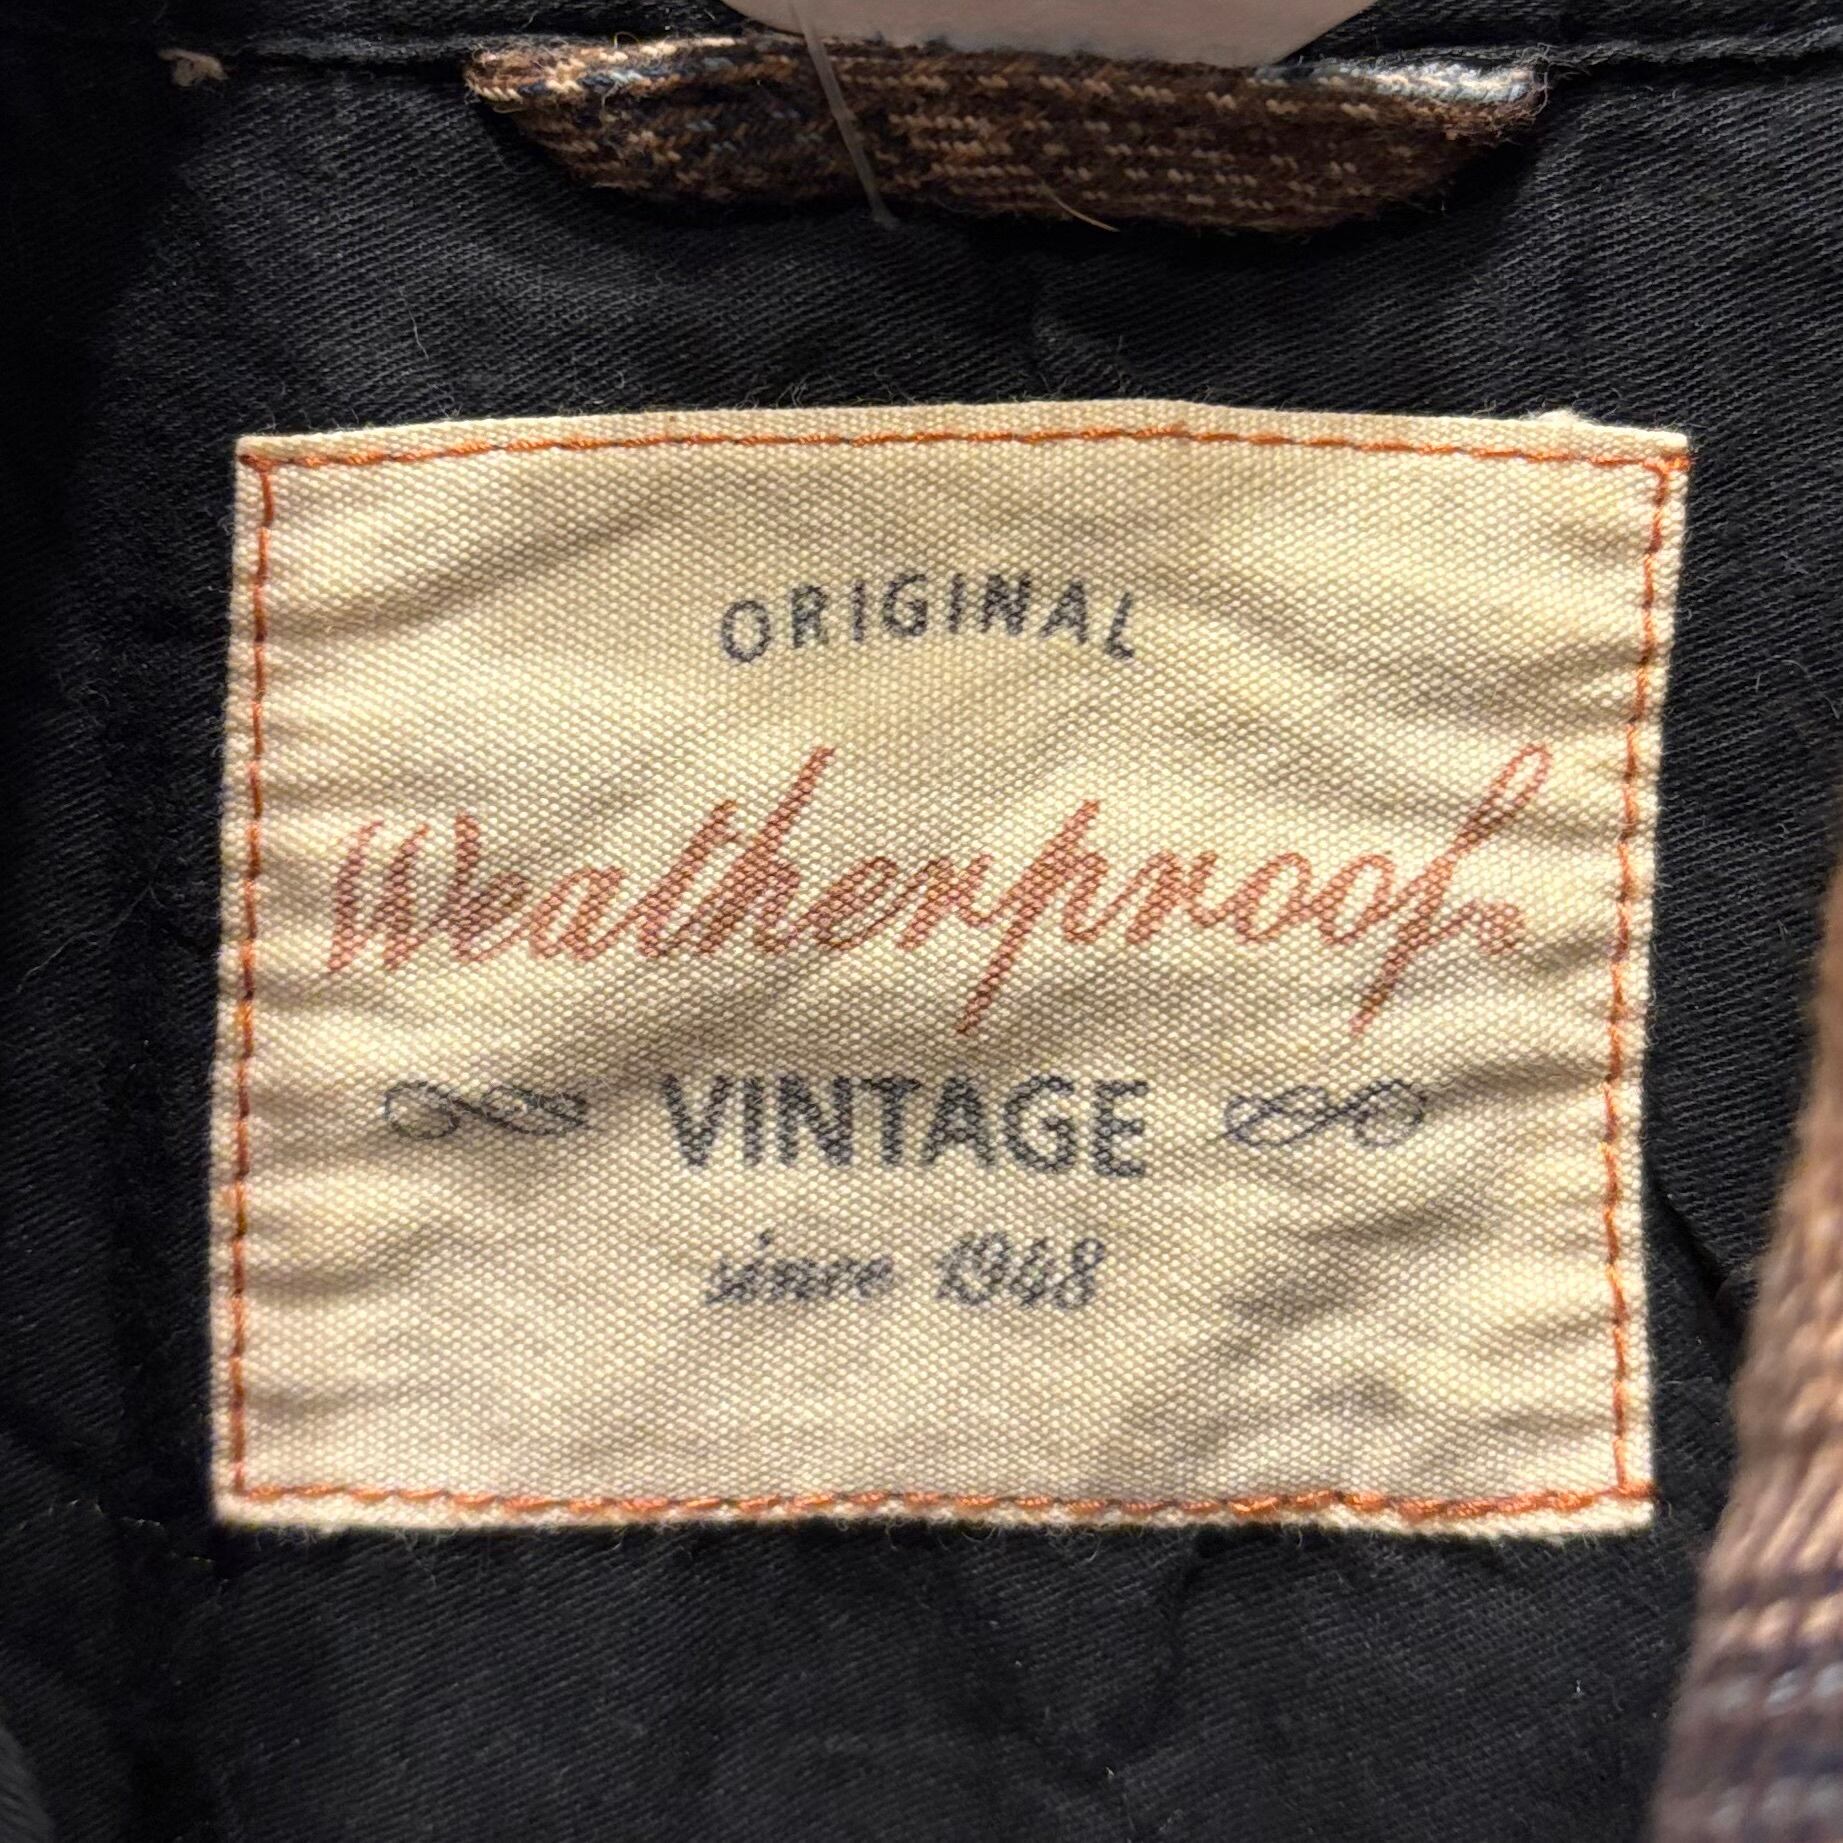 ORIGINAL
Weatherproof
VINTAGE
since 1948